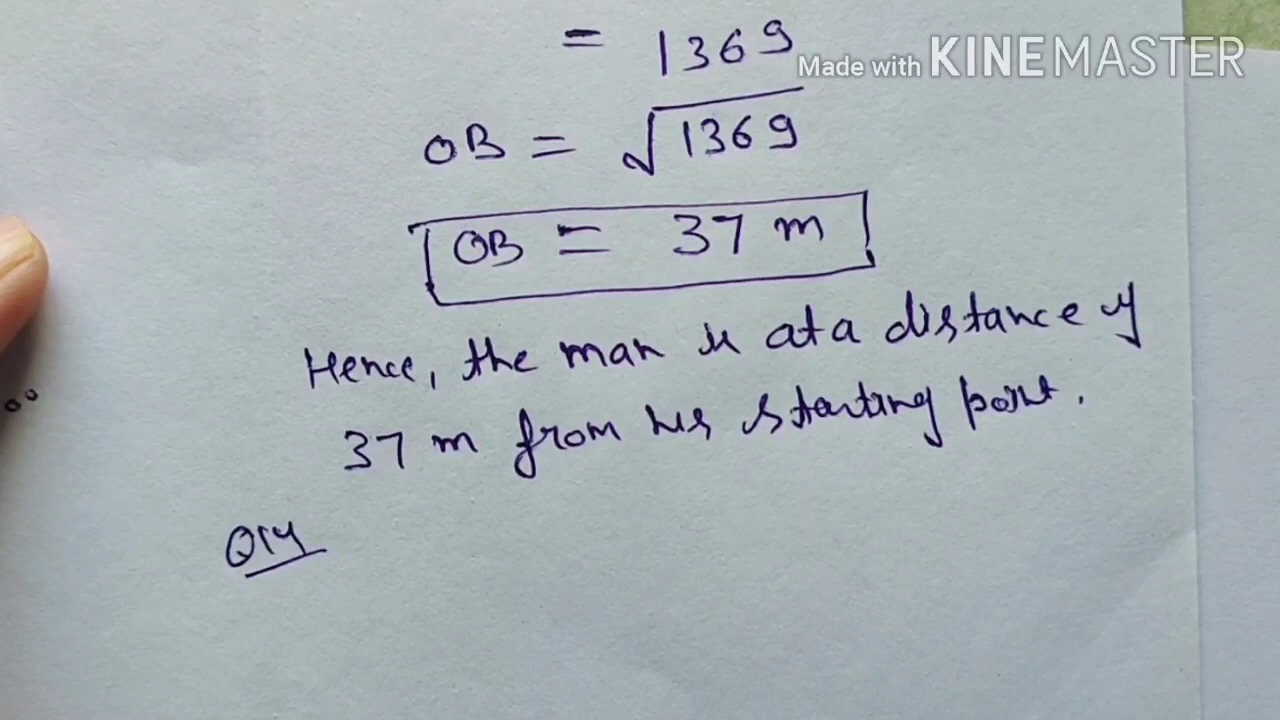 = 1369
Made with KINEMASTER
OB = √1369
OB = 37 m
Hence, the man is at a distance of
37 m from his starting point.
Q14